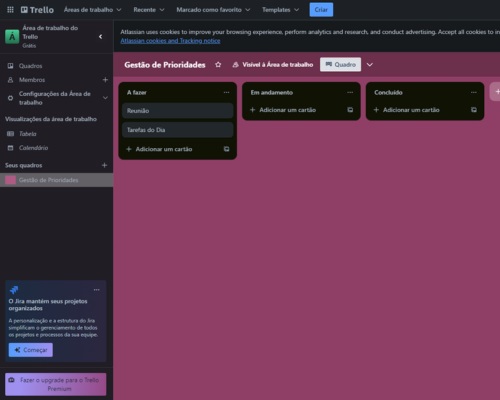 Trello
Áreas de trabalho
Recente
Marcado como favorito
Templates
Criar
Á
Área de trabalho do
Trello
Grátis
Atlassian uses cookies to improve your browsing experience, perform analytics and research, and conduct advertising. Accept all cookies to in
Atlassian cookies and Tracking notice
Quadros
Membros
Configurações da Área de
trabalho
Visualizações da área de trabalho
Tabela
Calendário
Seus quadros
Gestão de Prioridades
Gestão de Prioridades
Visível à Área de trabalho
Quadro
A fazer
Reunião
Tarefas do Dia
Adicionar um cartão
Em andamento
Adicionar um cartão
Concluído
Adicionar um cartão
O Jira mantém seus projetos
organizados
A personalização e a estrutura do Jira
simplificam o gerenciamento de todos
os projetos e processos da sua equipe.
Começar
Fazer o upgrade para o Trello
Premium